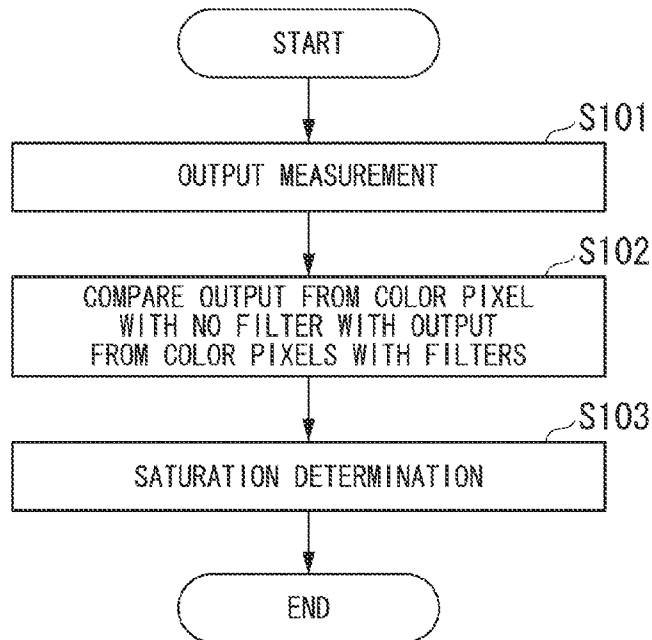 START
S101
OUTPUT MEASUREMENT
S102
COMPARE OUTPUT FROM COLOR PIXEL
WITH NO FILTER WITH OUTPUT
FROM COLOR PIXELS WITH FILTERS
S103
SATURATION DETERMINATION
END